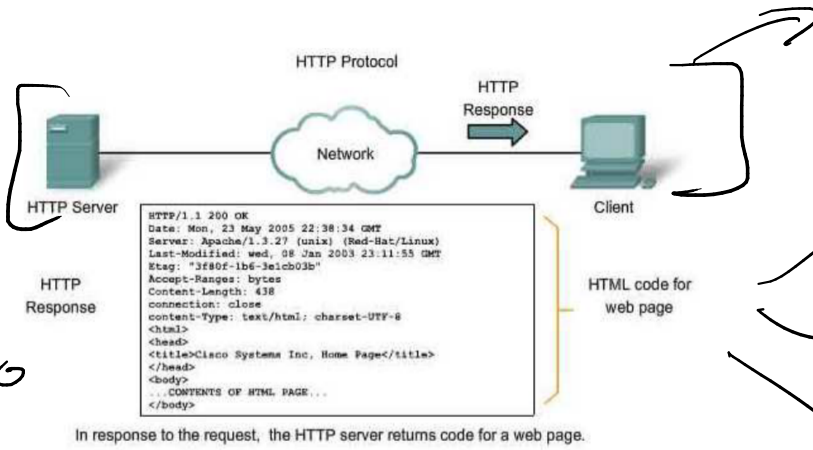 HTTP Protocol
HTTP
Response
Network
HTTP Server
Client
HTTP/1.1 200 OK
Date: Mon, 23 May 2005 22:38:34 GMT
Server: Apache/1.3.27 (unix) (Red-Hat/Linux)
Last-Modified: wed, 08 Jan 2003 23:11:55 GMT
Etag: "3f80f-1b6-3e1cb03b"
Accept-Ranges: bytes
Content-Length: 438
connection: close
content-Type: text/html; charset-UTF-8
<html>
<head>
<title>Cisco Systems Inc, Home Page</title>
</head>
<body>
...CONTENTS OF HTML PAGE...
</body>
HTTP
Response
HTML code for
web page
In response to the request, the HTTP server returns code for a web page.